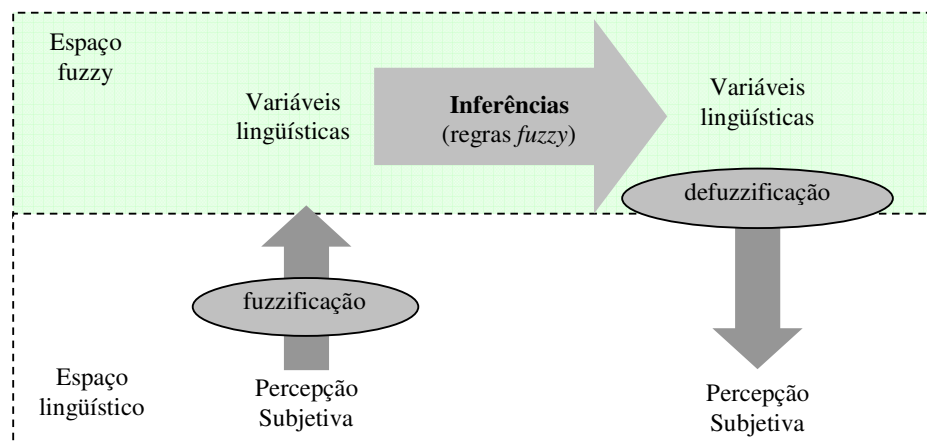 Espaço
fuzzy
Variáveis
lingüísticas
Inferências
(regras fuzzy)
Variáveis
lingüísticas
defuzzificação
fuzzificação
Espaço
lingüístico
Percepção
Subjetiva
Percepção
Subjetiva